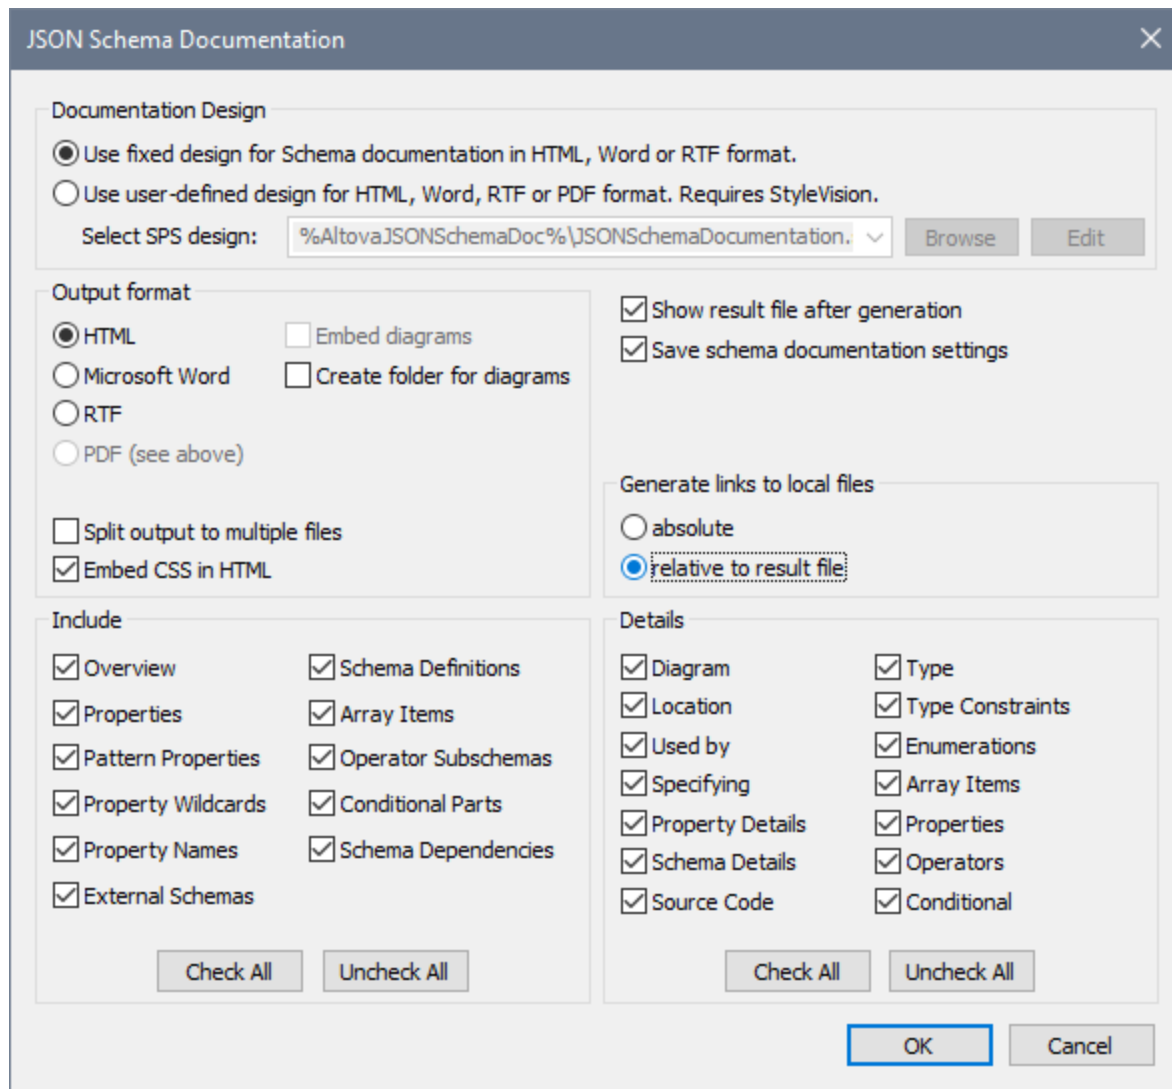 JSON Schema Documentation
Documentation Design
Use fixed design for Schema documentation in HTML, Word or RTF format.
Use user-defined design for HTML, Word, RTF or PDF format. Requires StyleVision.
Select SPS design: %AltovaJSONSchemaDoc%\JSONSchemaDocumentation. Browse Edit
Output format
HTML Embed diagrams
Microsoft Word Create folder for diagrams
RTF
PDF (see above)
Split output to multiple files
Embed CSS in HTML
Show result file after generation
Save schema documentation settings
Generate links to local files
absolute
relative to result file
Include
Overview Schema Definitions
Properties Array Items
Pattern Properties Operator Subschemas
Property Wildcards Conditional Parts
Property Names Schema Dependencies
External Schemas
Check All Uncheck All
Details
Diagram Type
Location Type Constraints
Used by Enumerations
Specifying Array Items
Property Details Properties
Schema Details Operators
Source Code Conditional
Check All Uncheck All
OK Cancel